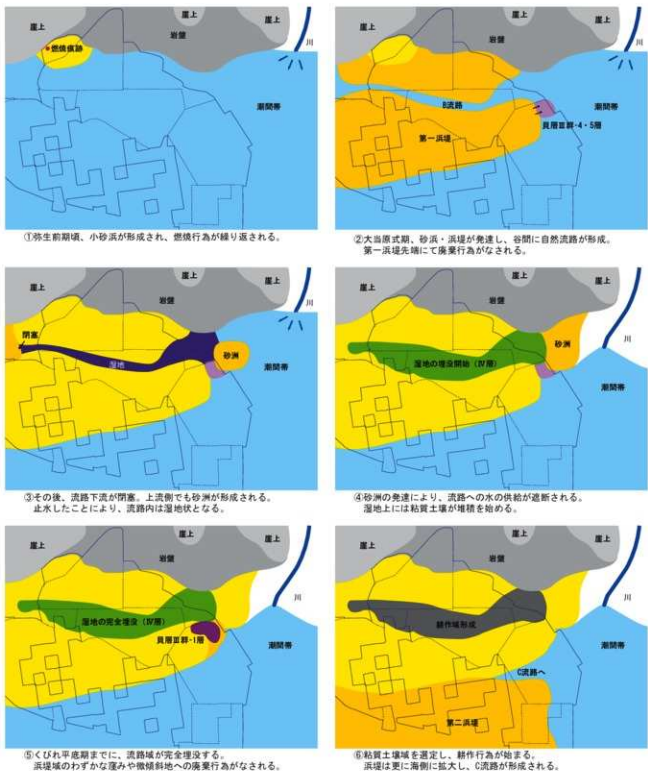 崖上
崖上
岩盤
燃焼痕跡
川
潮間帯
①弥生前期頃、小砂浜が形成され、燃焼行為が繰り返される。
崖上
崖上
岩盤
川
潮間帯
B流路
貝層Ⅲ群-4・5層
第一浜堤
②大当原式期、砂浜・浜堤が発達し、谷間に自然流路が形成。
第一浜堤先端にて廃棄行為がなされる。
崖上
崖上
岩盤
川
閉塞
砂洲
湿地
潮間帯
③その後、流路下流が閉塞。上流側でも砂洲が形成される。
止水したことにより、流路内は湿地状となる。
崖上
崖上
岩盤
川
砂洲
湿地の埋没開始（Ⅳ層）
潮間帯
④砂洲の発達により、流路への水の供給が遮断される。
湿地上には粘質土壌が堆積を始める。
崖上
崖上
岩盤
川
湿地の完全埋没（Ⅳ層）
貝層Ⅲ群-1層
潮間帯
⑤くびれ平底期までに、流路域が完全埋没する。
浜堤域のわずかな窪みや微傾斜地への廃棄行為がなされる。
崖上
崖上
岩盤
川
耕作域形成
潮間帯
C流路へ
第二浜堤
⑥粘質土壌域を選定し、耕作行為が始まる。
浜堤は更に海側に拡大し、C流路が形成される。